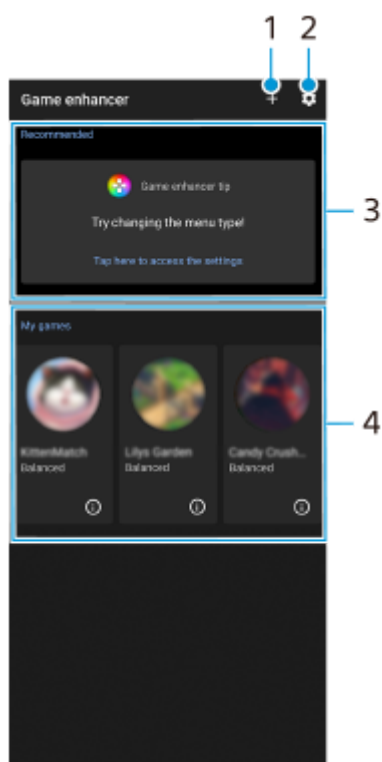 1 2
Game enhancer
Recommended
Game enhancer tip
Try changing the menu type!
Tap here to access the settings
3
My games
4
KittenMatch Lilys Garden Candy Crush...
Balanced Balanced Balanced